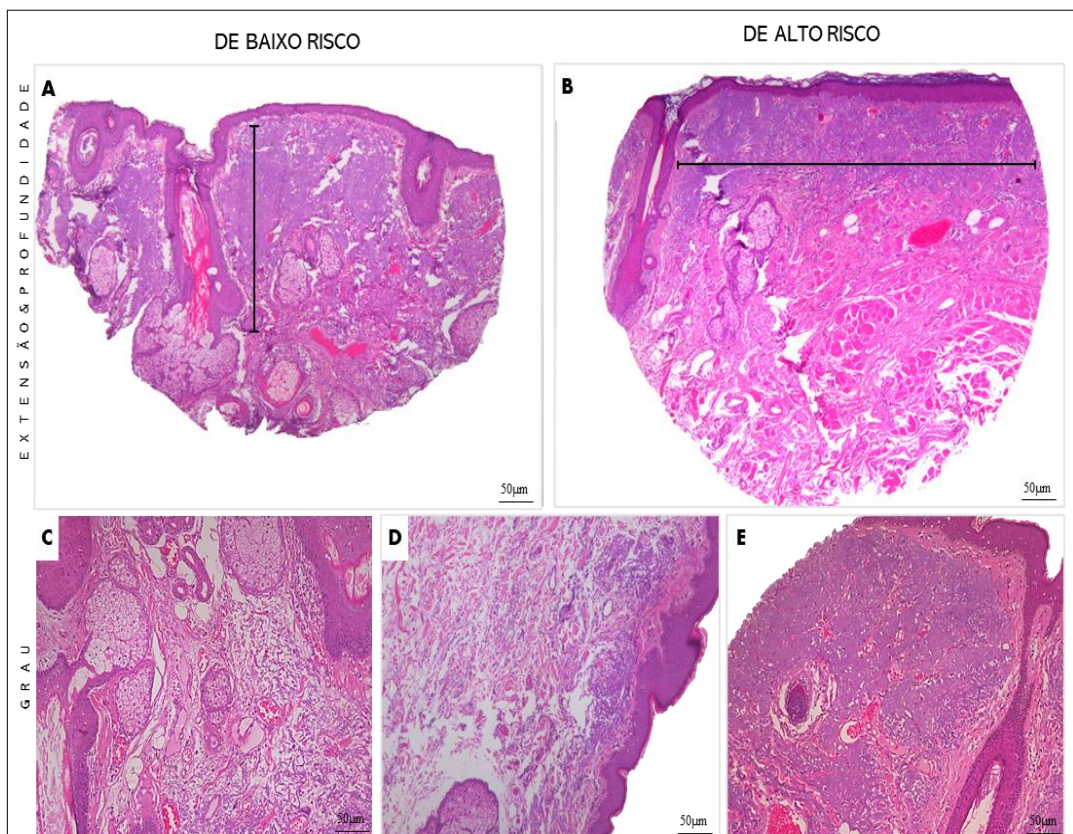 DE BAIXO RISCO
DE ALTO RISCO
EXTENSÃO & PROFUNDIDADE
A
50µm
B
50µm
GRAU
C
50µm
D
50µm
E
50µm